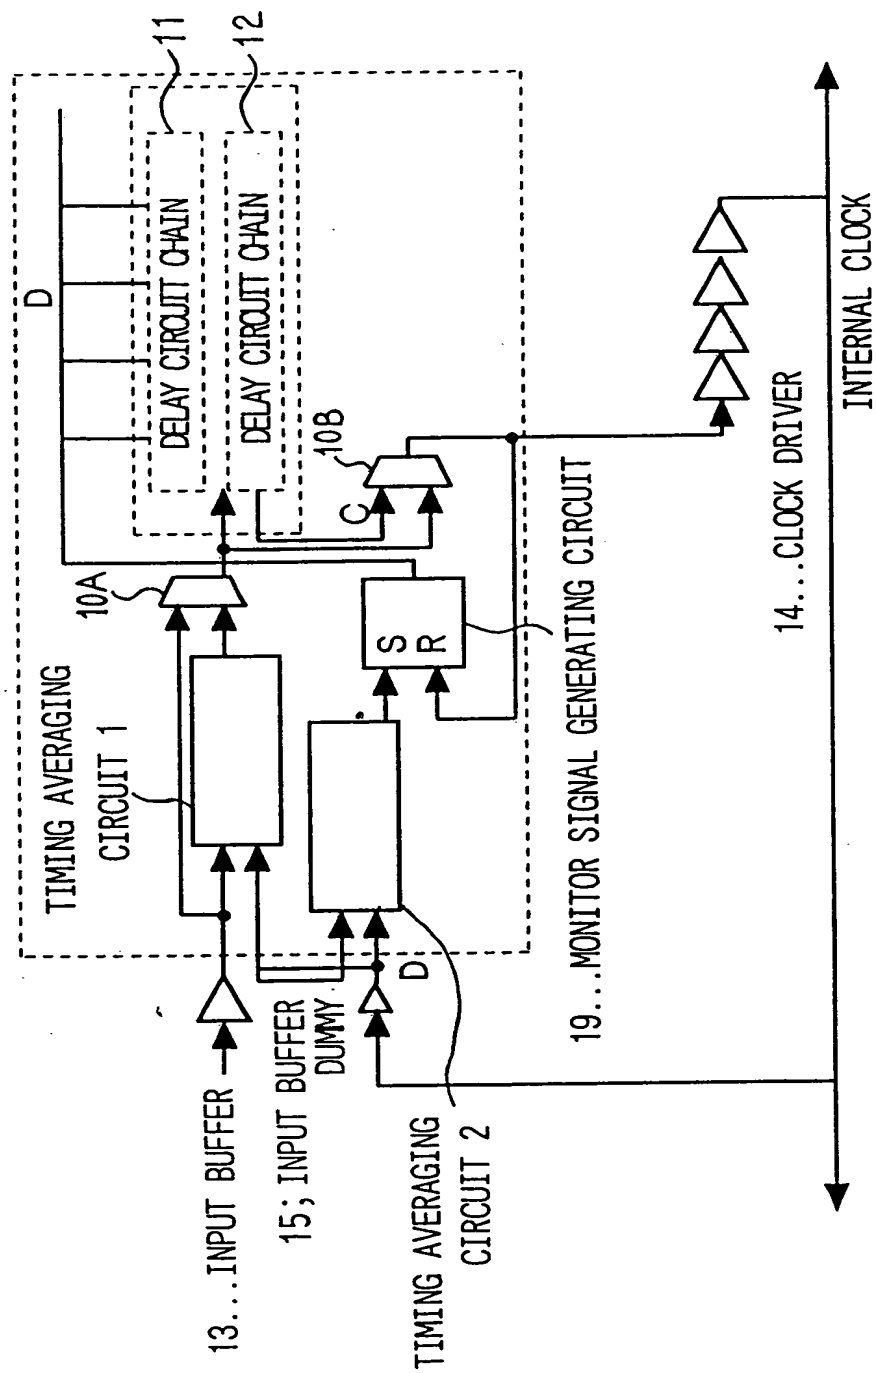 11
12
D
DELAY CIRCUIT CHAIN
DELAY CIRCUIT CHAIN
10A
10B
C
TIMING AVERAGING
CIRCUIT 1
S
R
D
13...INPUT BUFFER
15;INPUT BUFFER
DUMMY
TIMING AVERAGING
CIRCUIT 2
19...MONITOR SIGNAL GENERATING CIRCUIT
14...CLOCK DRIVER
INTERNAL CLOCK